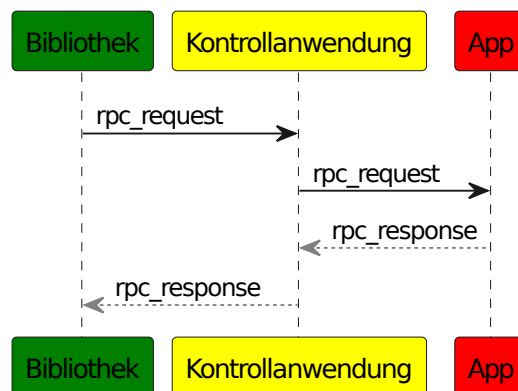 Bibliothek
Kontrollanwendung
App
rpc_request
rpc_request
rpc_response
rpc_response
Bibliothek
Kontrollanwendung
App